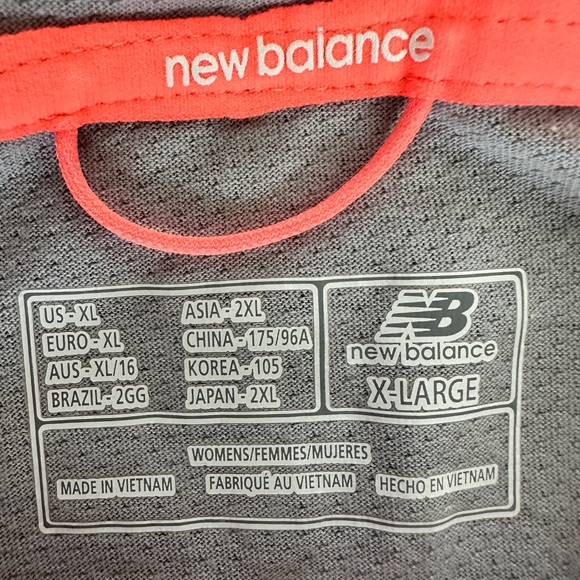 new balance
US - XL
EURO - XL
AUS - XL/16
BRAZIL - 2GG
ASIA - 2XL
CHINA - 175/96A
KOREA - 105
JAPAN - 2XL
NB
new balance
X-LARGE
WOMENS/FEMMES/MUJERES
MADE IN VIETNAM
FABRIQUÉ AU VIETNAM
HECHO EN VIETNAM